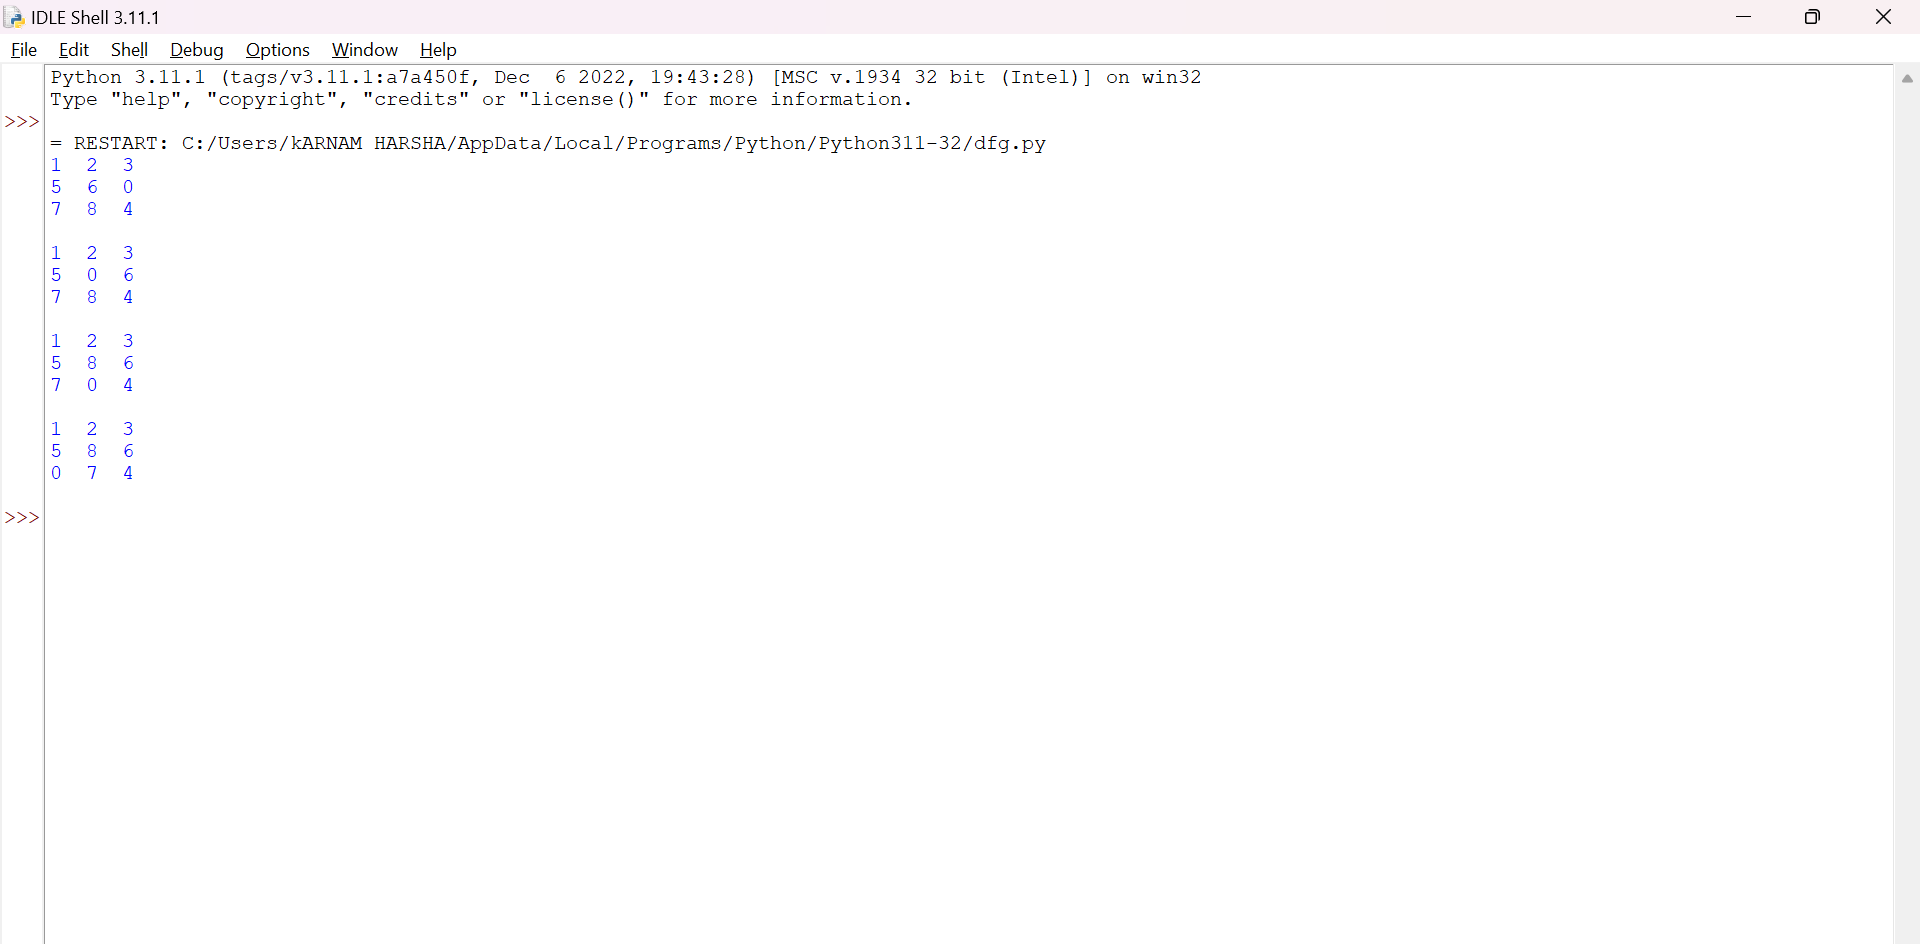 IDLE Shell 3.11.1
File Edit Shell Debug Options Window Help
Python 3.11.1 (tags/v3.11.1:a7a450f, Dec  6 2022, 19:43:28) [MSC v.1934 32 bit (Intel)] on win32
Type "help", "copyright", "credits" or "license()" for more information.
>>>
= RESTART: C:/Users/kARNAM HARSHA/AppData/Local/Programs/Python/Python311-32/dfg.py
1  2  3
5  6  0
7  8  4
1  2  3
5  0  6
7  8  4
1  2  3
5  8  6
7  0  4
1  2  3
5  8  6
0  7  4
>>>